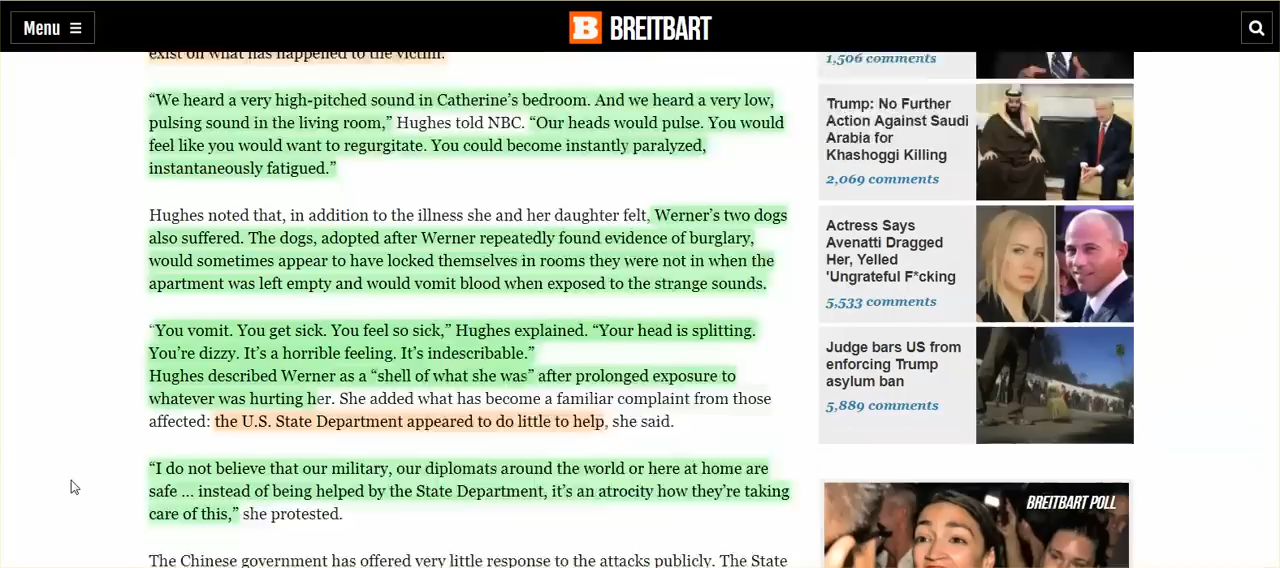 Menu
B BREITBART
exist on what has happened to the victim.
“We heard a very high-pitched sound in Catherine’s bedroom. And we heard a very low,
pulsing sound in the living room,” Hughes told NBC. “Our heads would pulse. You would
feel like you would want to regurgitate. You could become instantly paralyzed,
instantaneously fatigued.”
Hughes noted that, in addition to the illness she and her daughter felt, Werner’s two dogs
also suffered. The dogs, adopted after Werner repeatedly found evidence of burglary,
would sometimes appear to have locked themselves in rooms they were not in when the
apartment was left empty and would vomit blood when exposed to the strange sounds.
“You vomit. You get sick. You feel so sick,” Hughes explained. “Your head is splitting.
You’re dizzy. It’s a horrible feeling. It’s indescribable.”
Hughes described Werner as a “shell of what she was” after prolonged exposure to
whatever was hurting her. She added what has become a familiar complaint from those
affected: the U.S. State Department appeared to do little to help, she said.
“I do not believe that our military, our diplomats around the world or here at home are
safe ... instead of being helped by the State Department, it’s an atrocity how they’re taking
care of this,” she protested.
The Chinese government has offered very little response to the attacks publicly. The State
1,506 comments
Trump: No Further
Action Against Saudi
Arabia for
Khashoggi Killing
2,069 comments
Actress Says
Avenatti Dragged
Her, Yelled
'Ungrateful F*cking
5,533 comments
Judge bars US from
enforcing Trump
asylum ban
5,889 comments
BREITBART POLL